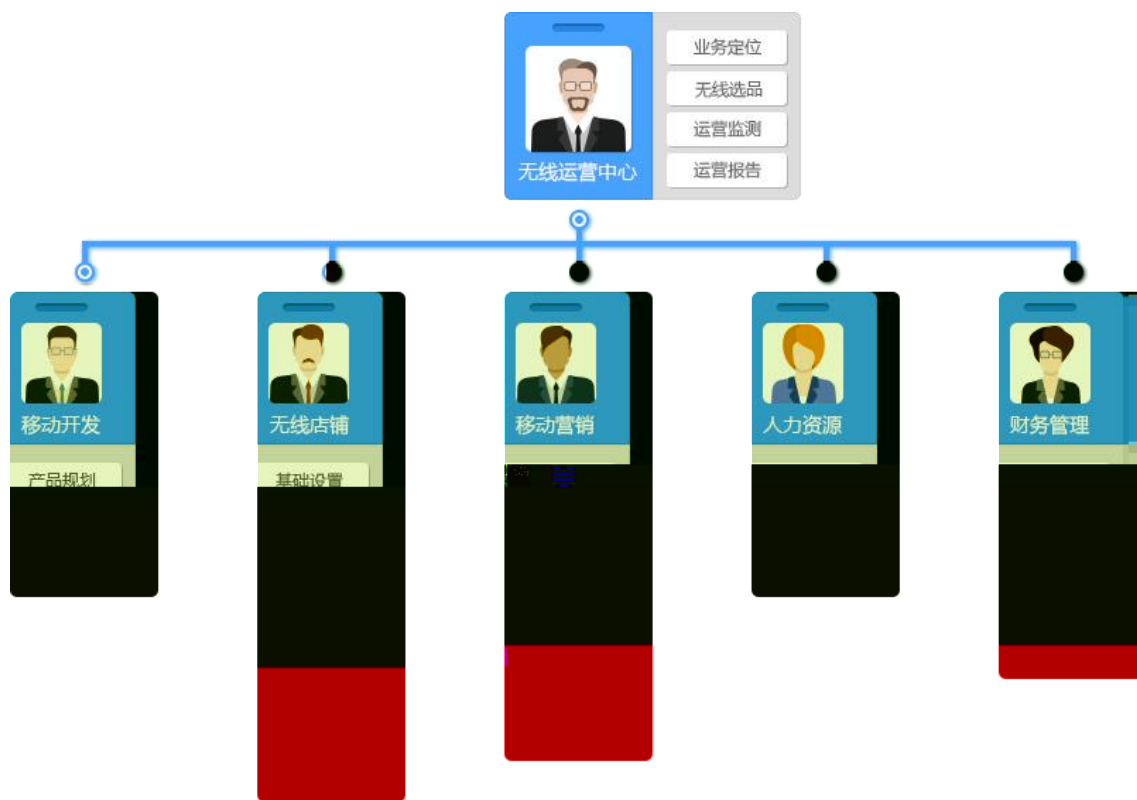 业务定位
无线选品
运营监测
运营报告
无线运营中心
移动开发
无线店铺
移动营销
人力资源
财务管理
产品规划
基础设置